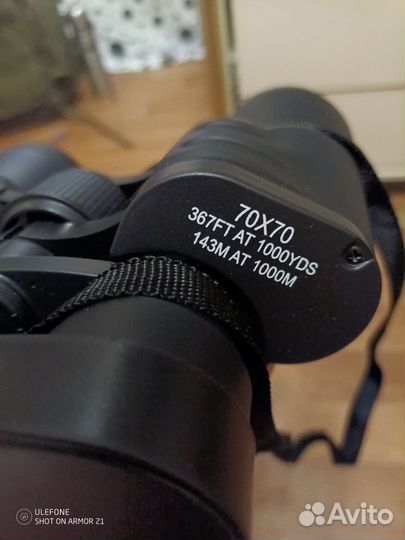 70X70
367FT AT 1000YDS
143M AT 1000M
ULEFONE
SHOT ON ARMOR 21
Avito